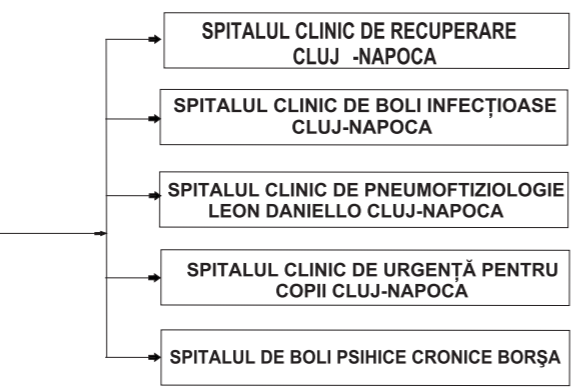 SPITALUL CLINIC DE RECUPERARE
CLUJ -NAPOCA
SPITALUL CLINIC DE BOLI INFECȚIOASE
CLUJ-NAPOCA
SPITALUL CLINIC DE PNEUMOFTIZIOLOGIE
LEON DANIELLO CLUJ-NAPOCA
SPITALUL CLINIC DE URGENȚĂ PENTRU
COPII CLUJ-NAPOCA
SPITALUL DE BOLI PSIHICE CRONICE BORŞA